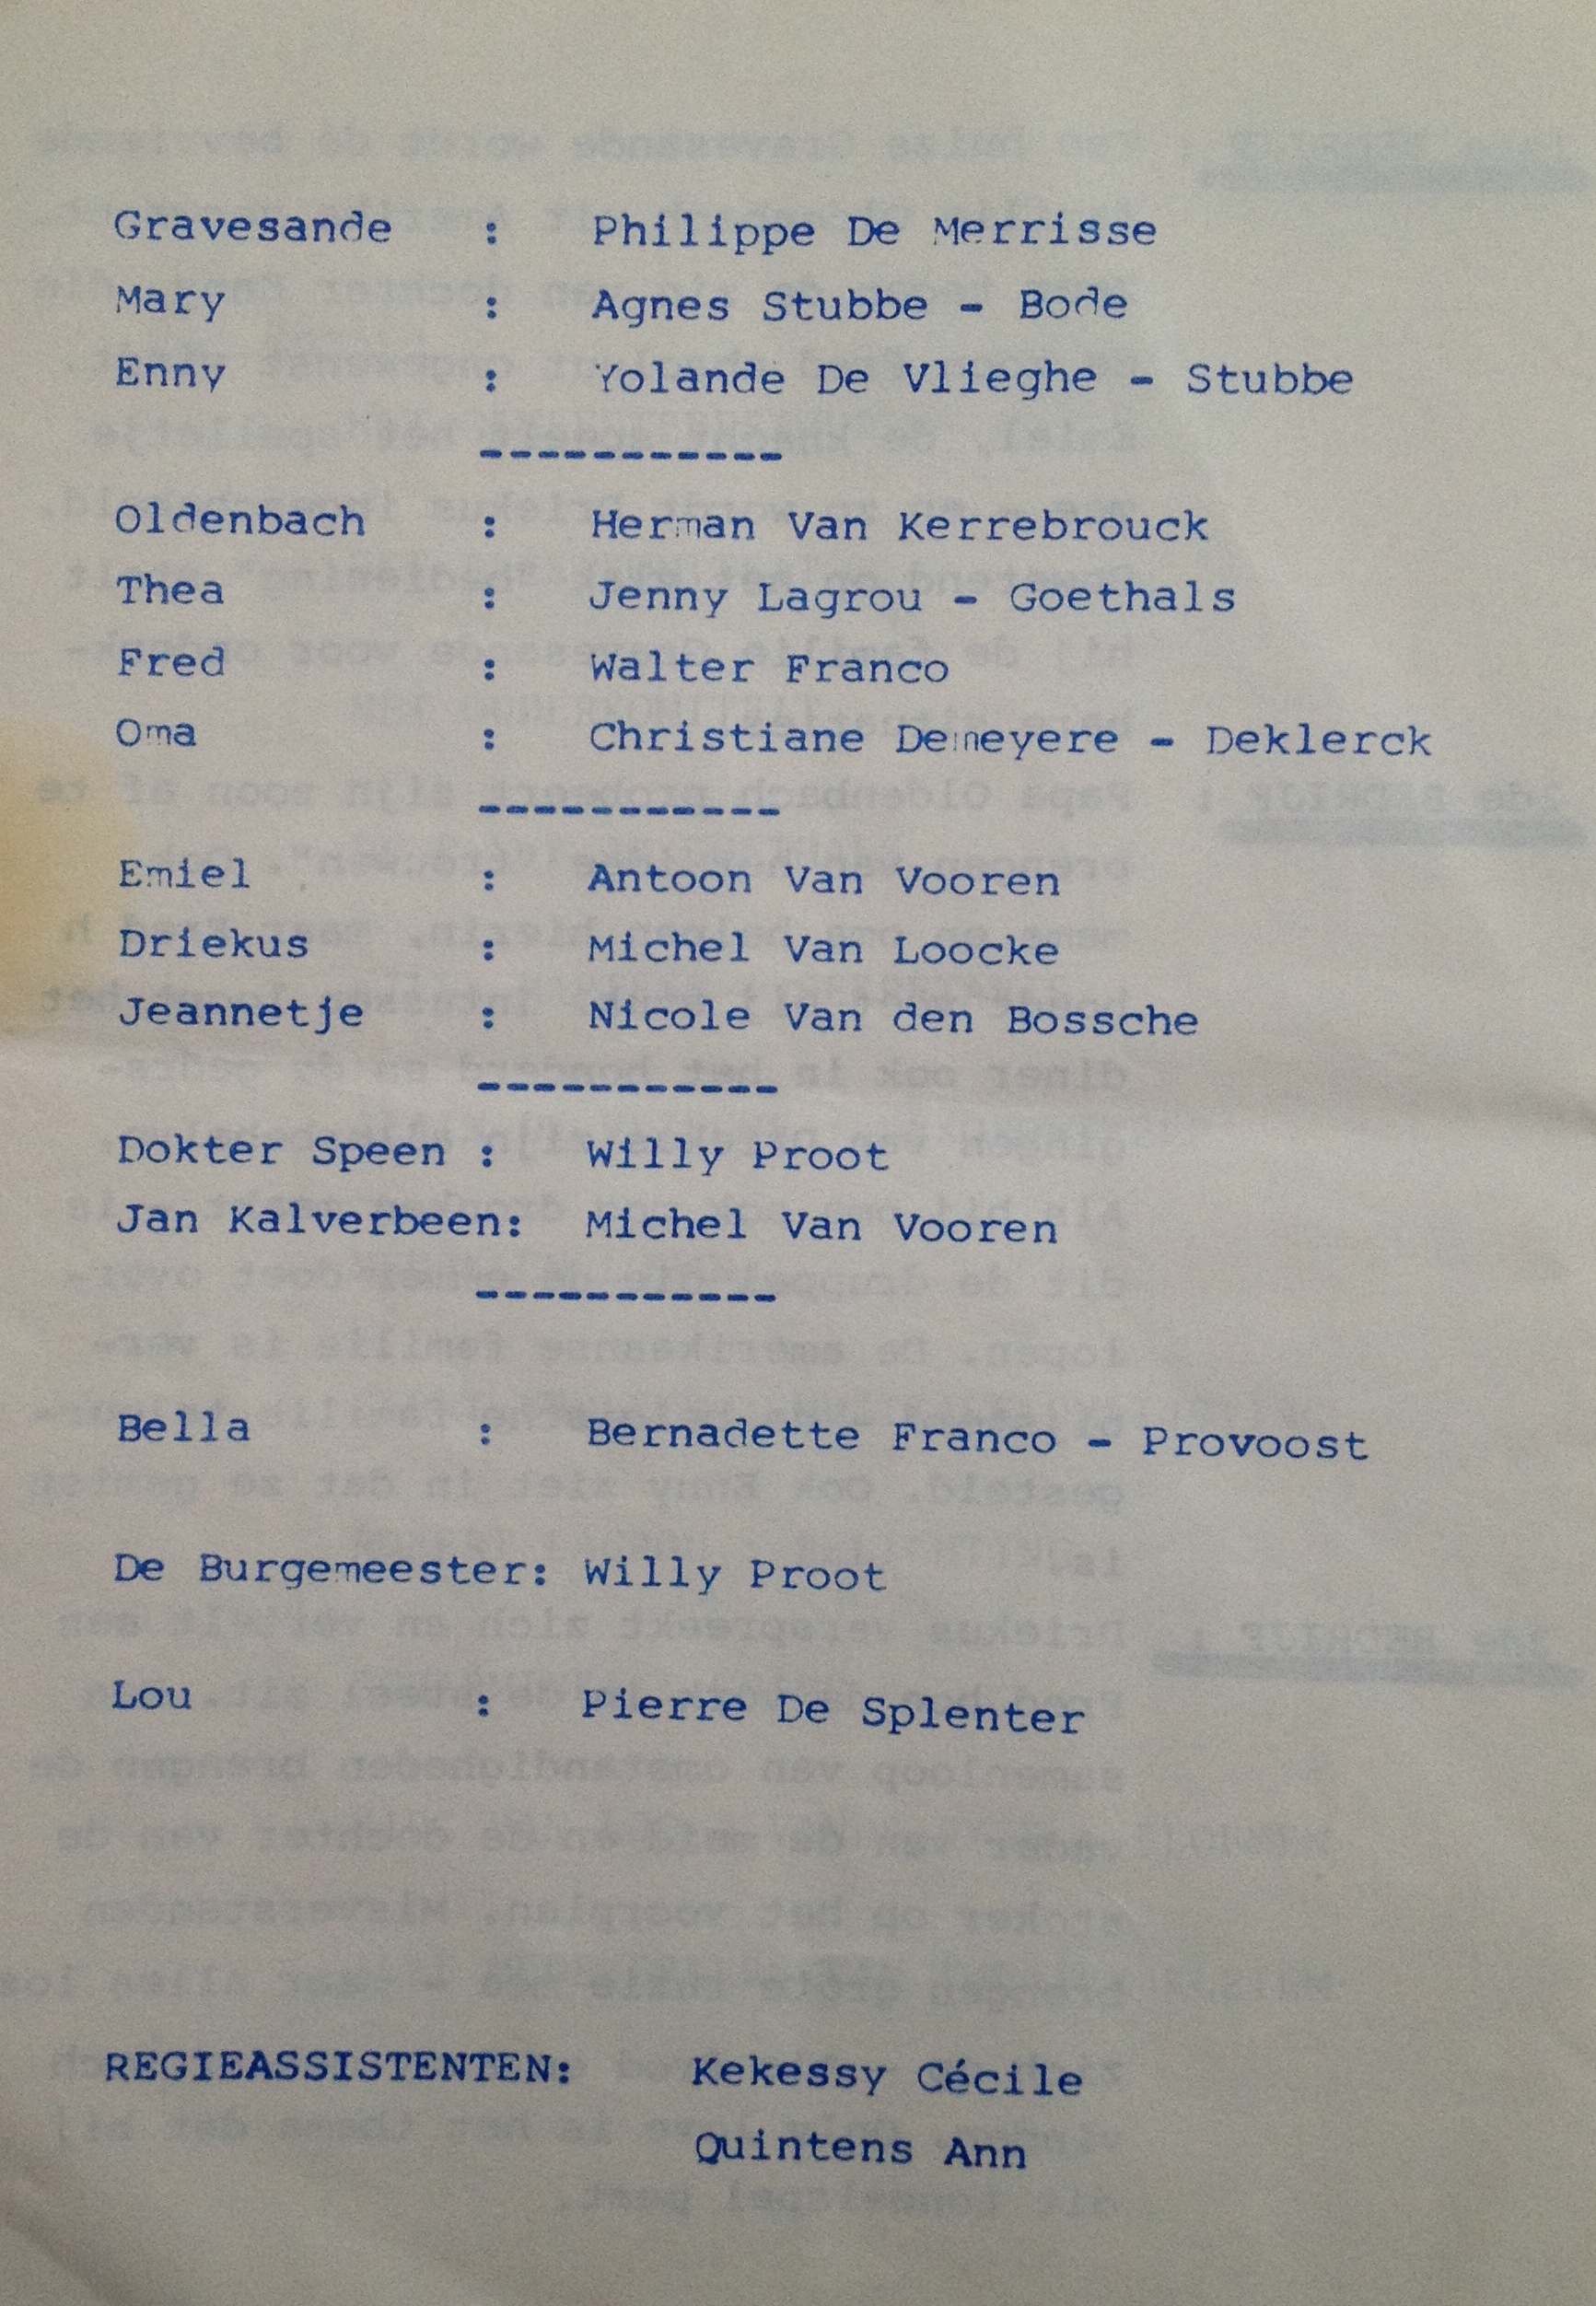 Gravesande : Philippe De Merrisse
Mary : Agnes Stubbe - Bode
Enny : Yolande De Vlieghe - Stubbe
-----------
Oldenbach : Herman Van Kerrebrouck
Thea : Jenny Lagrou - Goethals
Fred : Walter Franco
Oma : Christiane Demeyere - Deklerck
-----------
Emiel : Antoon Van Vooren
Driekus : Michel Van Loocke
Jeannetje : Nicole Van den Bossche
-----------
Dokter Speen : Willy Proot
Jan Kalverbeen: Michel Van Vooren
-----------
Bella : Bernadette Franco - Provoost
De Burgemeester: Willy Proot
Lou : Pierre De Splenter
REGIEASSISTENTEN: Kekessy Cécile
Quintens Ann